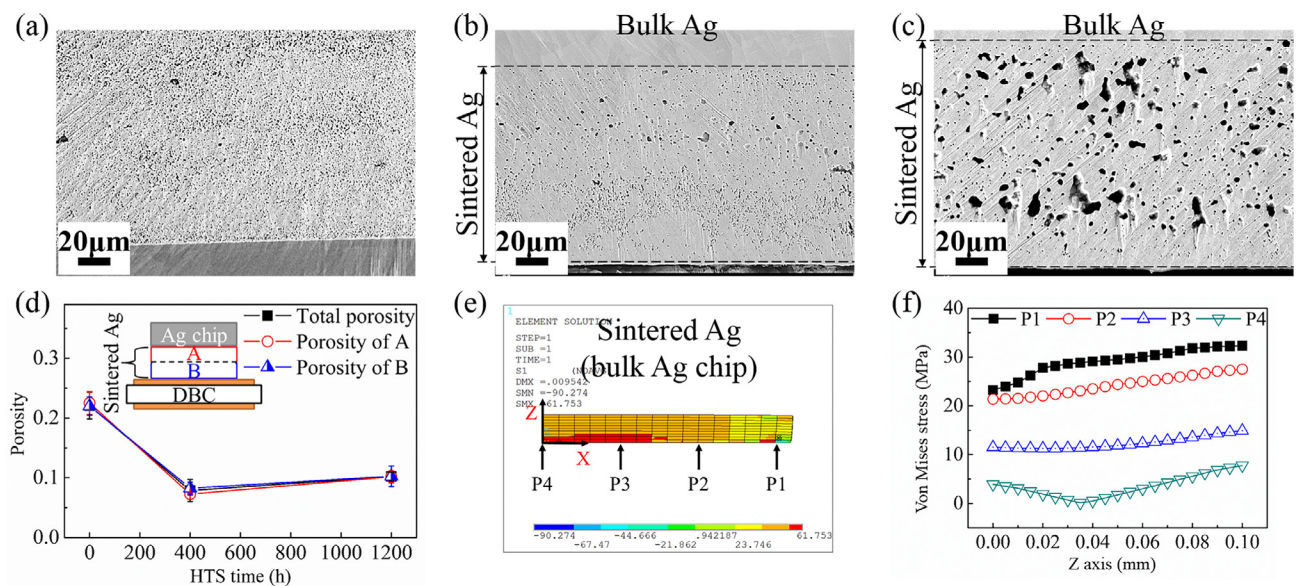 (a)
20μm
(b)
Bulk Ag
Sintered Ag
20μm
(c)
Bulk Ag
Sintered Ag
20μm
(d)
Total porosity
Porosity of A
Porosity of B
Sintered Ag
Ag chip
A
B
DBC
0.3
0.2
0.1
0.0
Porosity
0 200 400 600 800 1000 1200
HTS time (h)
(e)
1
ELEMENT SOLUTION
STEP=1
SUB =1
TIME=1
S1
DMX =.009542
SMN =-90.274
SMX =61.753
Sintered Ag
(bulk Ag chip)
Z
X
P4 P3 P2 P1
-90.274 -44.666 .942187 61.753
-67.47 -21.862 23.746
(f)
P1 P2 P3 P4
40
30
20
10
0
Von Mises stress (MPa)
0.00 0.02 0.04 0.06 0.08 0.10
Z axis (mm)